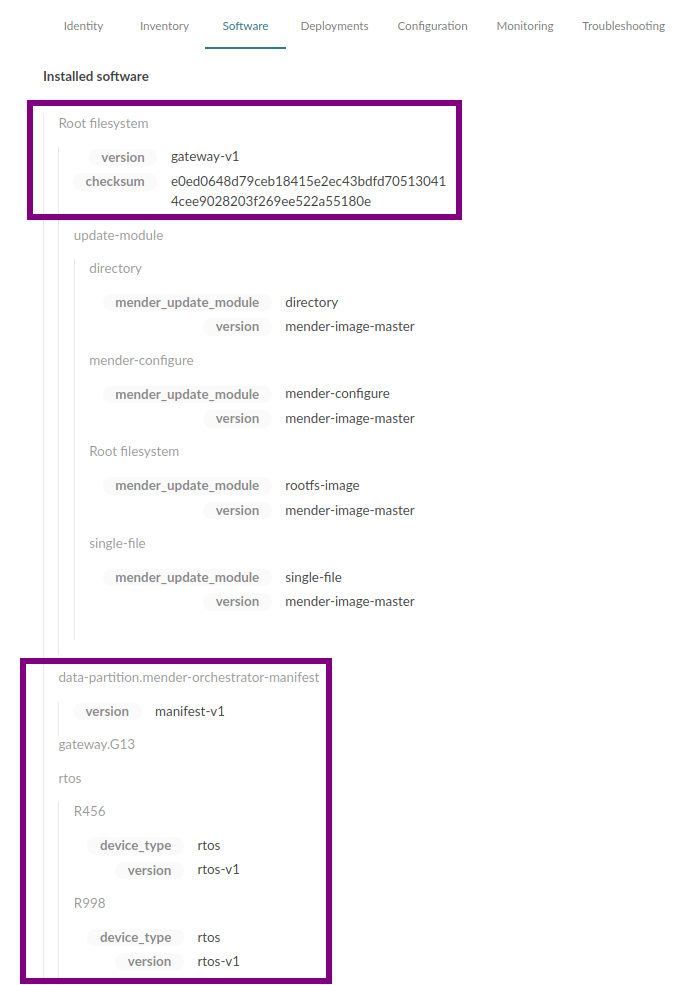 Identity Inventory Software Deployments Configuration Monitoring Troubleshooting
Installed software
Root filesystem
version gateway-v1
checksum e0ed0648d79ceb18415e2ec43bdfd70513041
4cee9028203f269ee522a55180e
update-module
directory
mender_update_module directory
version mender-image-master
mender-configure
mender_update_module mender-configure
version mender-image-master
Root filesystem
mender_update_module rootfs-image
version mender-image-master
single-file
mender_update_module single-file
version mender-image-master
data-partition.mender-orchestrator-manifest
version manifest-v1
gateway.G13
rtos
R456
device_type rtos
version rtos-v1
R998
device_type rtos
version rtos-v1